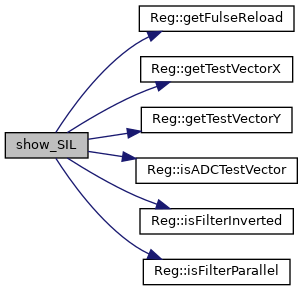 Reg::getFulseReload
Reg::getTestVectorX
Reg::getTestVectorY
show_SIL
Reg::isADCTestVector
Reg::isFilterInverted
Reg::isFilterParallel